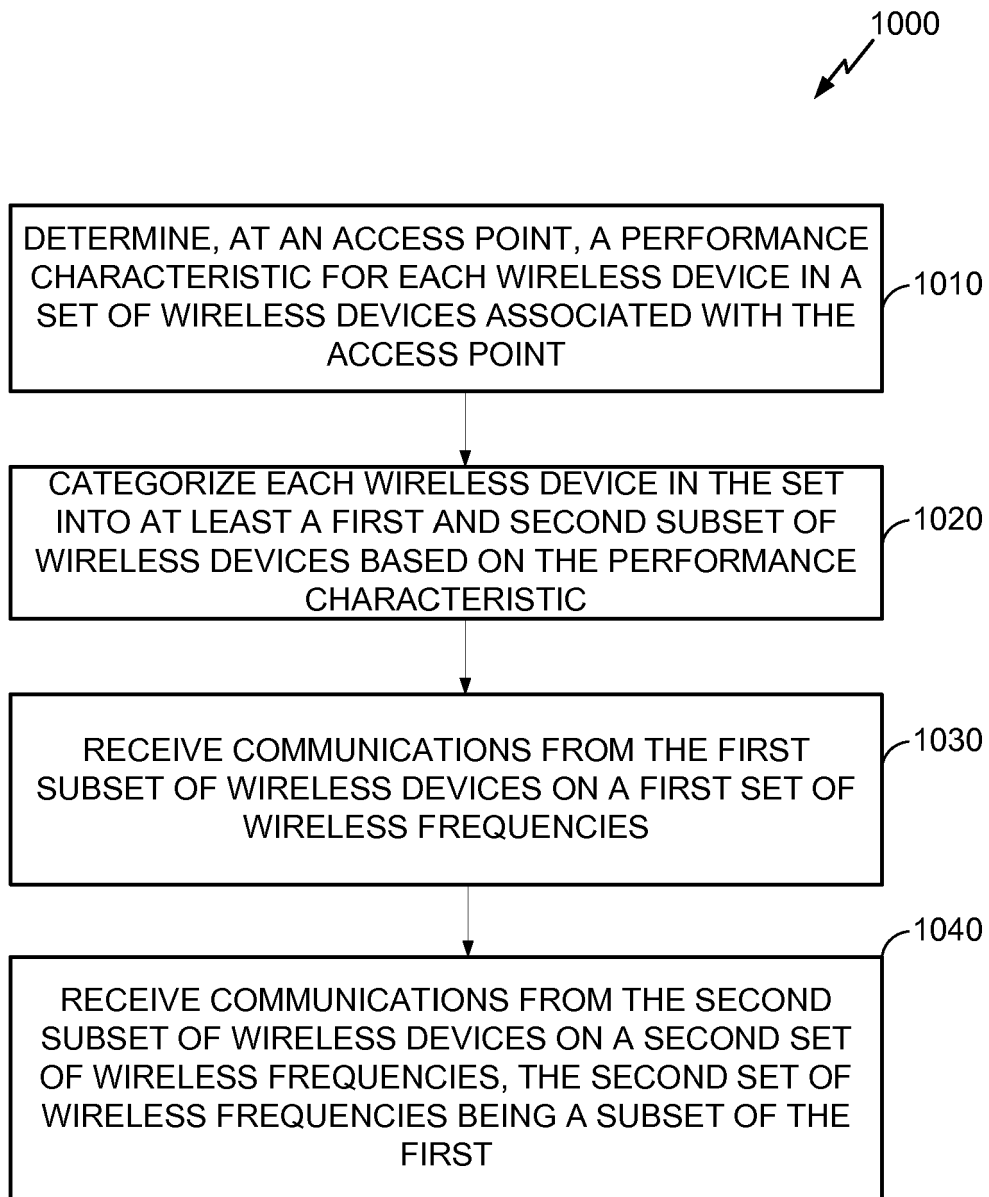 1000
DETERMINE, AT AN ACCESS POINT, A PERFORMANCE
CHARACTERISTIC FOR EACH WIRELESS DEVICE IN A
SET OF WIRELESS DEVICES ASSOCIATED WITH THE
ACCESS POINT
1010
CATEGORIZE EACH WIRELESS DEVICE IN THE SET
INTO AT LEAST A FIRST AND SECOND SUBSET OF
WIRELESS DEVICES BASED ON THE PERFORMANCE
CHARACTERISTIC
1020
RECEIVE COMMUNICATIONS FROM THE FIRST
SUBSET OF WIRELESS DEVICES ON A FIRST SET OF
WIRELESS FREQUENCIES
1030
RECEIVE COMMUNICATIONS FROM THE SECOND
SUBSET OF WIRELESS DEVICES ON A SECOND SET
OF WIRELESS FREQUENCIES, THE SECOND SET OF
WIRELESS FREQUENCIES BEING A SUBSET OF THE
FIRST
1040